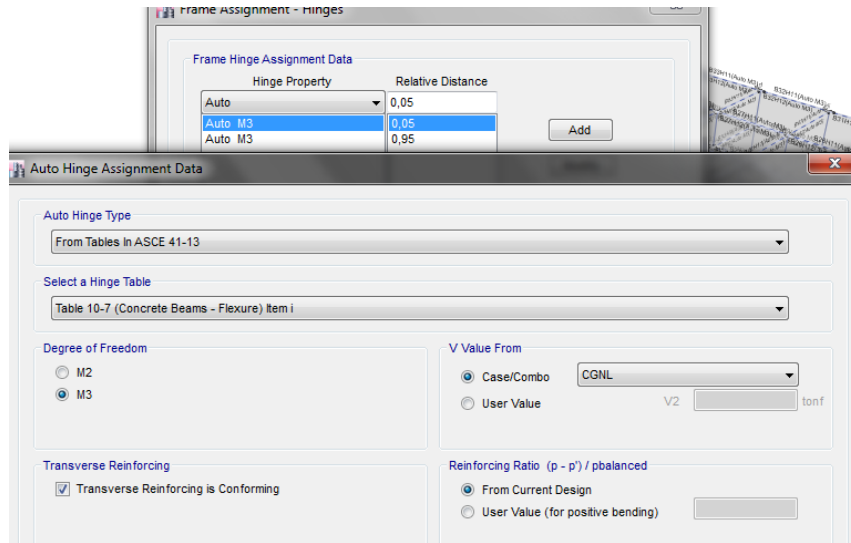 Frame Assignment - Hinges
Frame Hinge Assignment Data
Hinge Property Relative Distance
Auto 0,05
Auto M3 0,05
Auto M3 0,95
Add
Auto Hinge Assignment Data
Auto Hinge Type
From Tables In ASCE 41-13
Select a Hinge Table
Table 10-7 (Concrete Beams - Flexure) Item i
Degree of Freedom
M2
M3
V Value From
Case/Combo CGNL
User Value V2 tonf
Transverse Reinforcing
Transverse Reinforcing is Conforming
Reinforcing Ratio (p - p') / pbalanced
From Current Design
User Value (for positive bending)